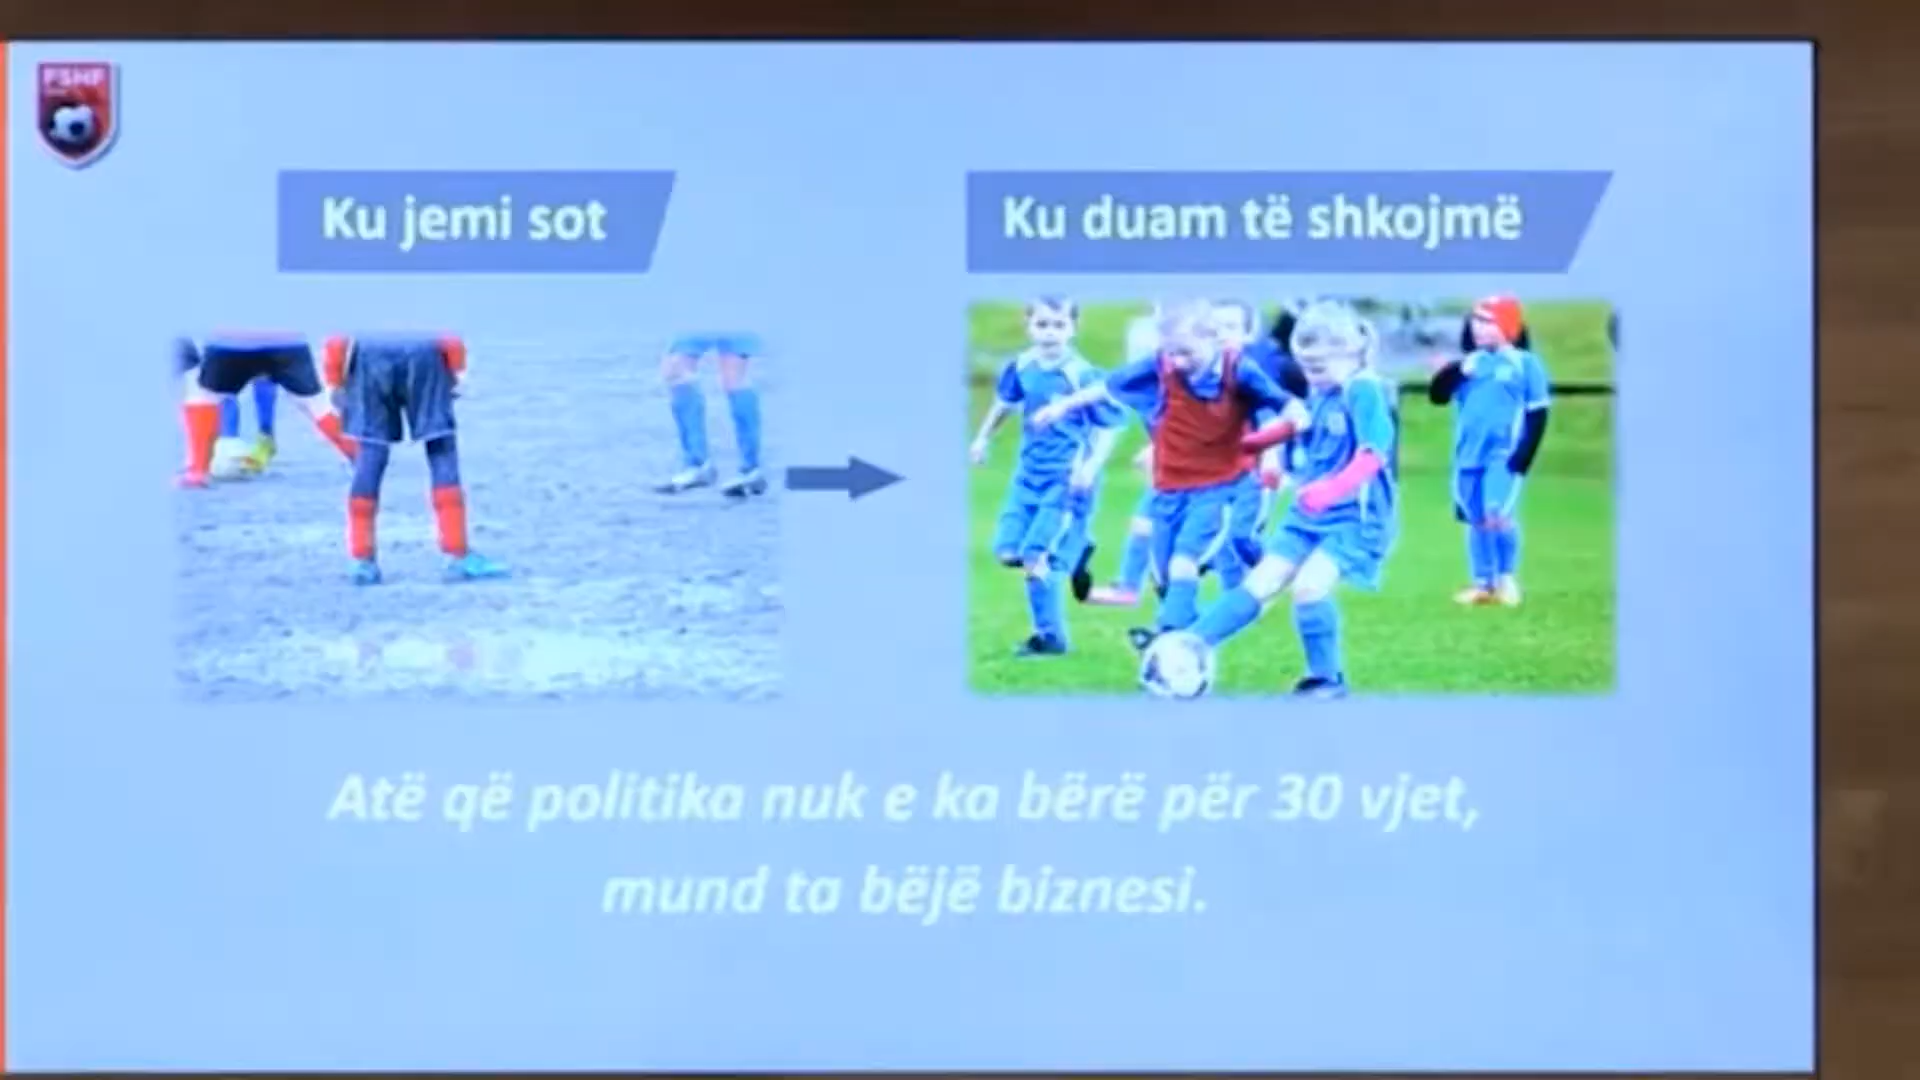 FSHF
Ku jemi sot
Ku duam të shkojmë
Atë që politika nuk e ka bërë për 30 vjet,
mund ta bëjë biznesi.